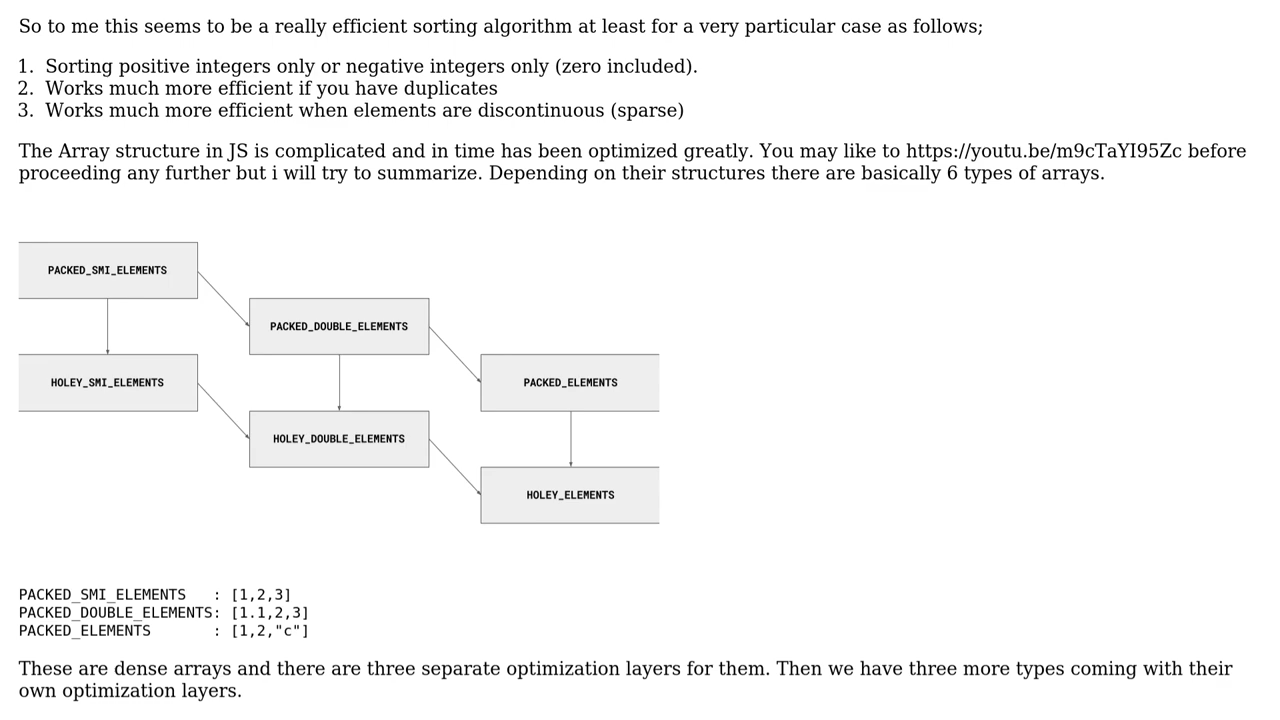 So to me this seems to be a really efficient sorting algorithm at least for a very particular case as follows;
1. Sorting positive integers only or negative integers only (zero included).
2. Works much more efficient if you have duplicates
3. Works much more efficient when elements are discontinuous (sparse)
The Array structure in JS is complicated and in time has been optimized greatly. You may like to https://youtu.be/m9cTaYI95Zc before
proceeding any further but i will try to summarize. Depending on their structures there are basically 6 types of arrays.
PACKED_SMI_ELEMENTS
PACKED_DOUBLE_ELEMENTS
HOLEY_SMI_ELEMENTS
PACKED_ELEMENTS
HOLEY_DOUBLE_ELEMENTS
HOLEY_ELEMENTS
PACKED_SMI_ELEMENTS   : [1,2,3]
PACKED_DOUBLE_ELEMENTS: [1.1,2,3]
PACKED_ELEMENTS       : [1,2,"c"]
These are dense arrays and there are three separate optimization layers for them. Then we have three more types coming with their
own optimization layers.